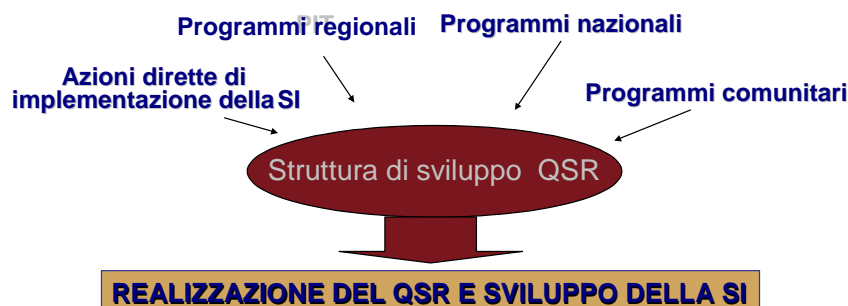 Programmi regionali
PIT
Programmi nazionali
Azioni dirette di
implementazione della SI
Programmi comunitari
Struttura di sviluppo QSR
REALIZZAZIONE DEL QSR E SVILUPPO DELLA SI